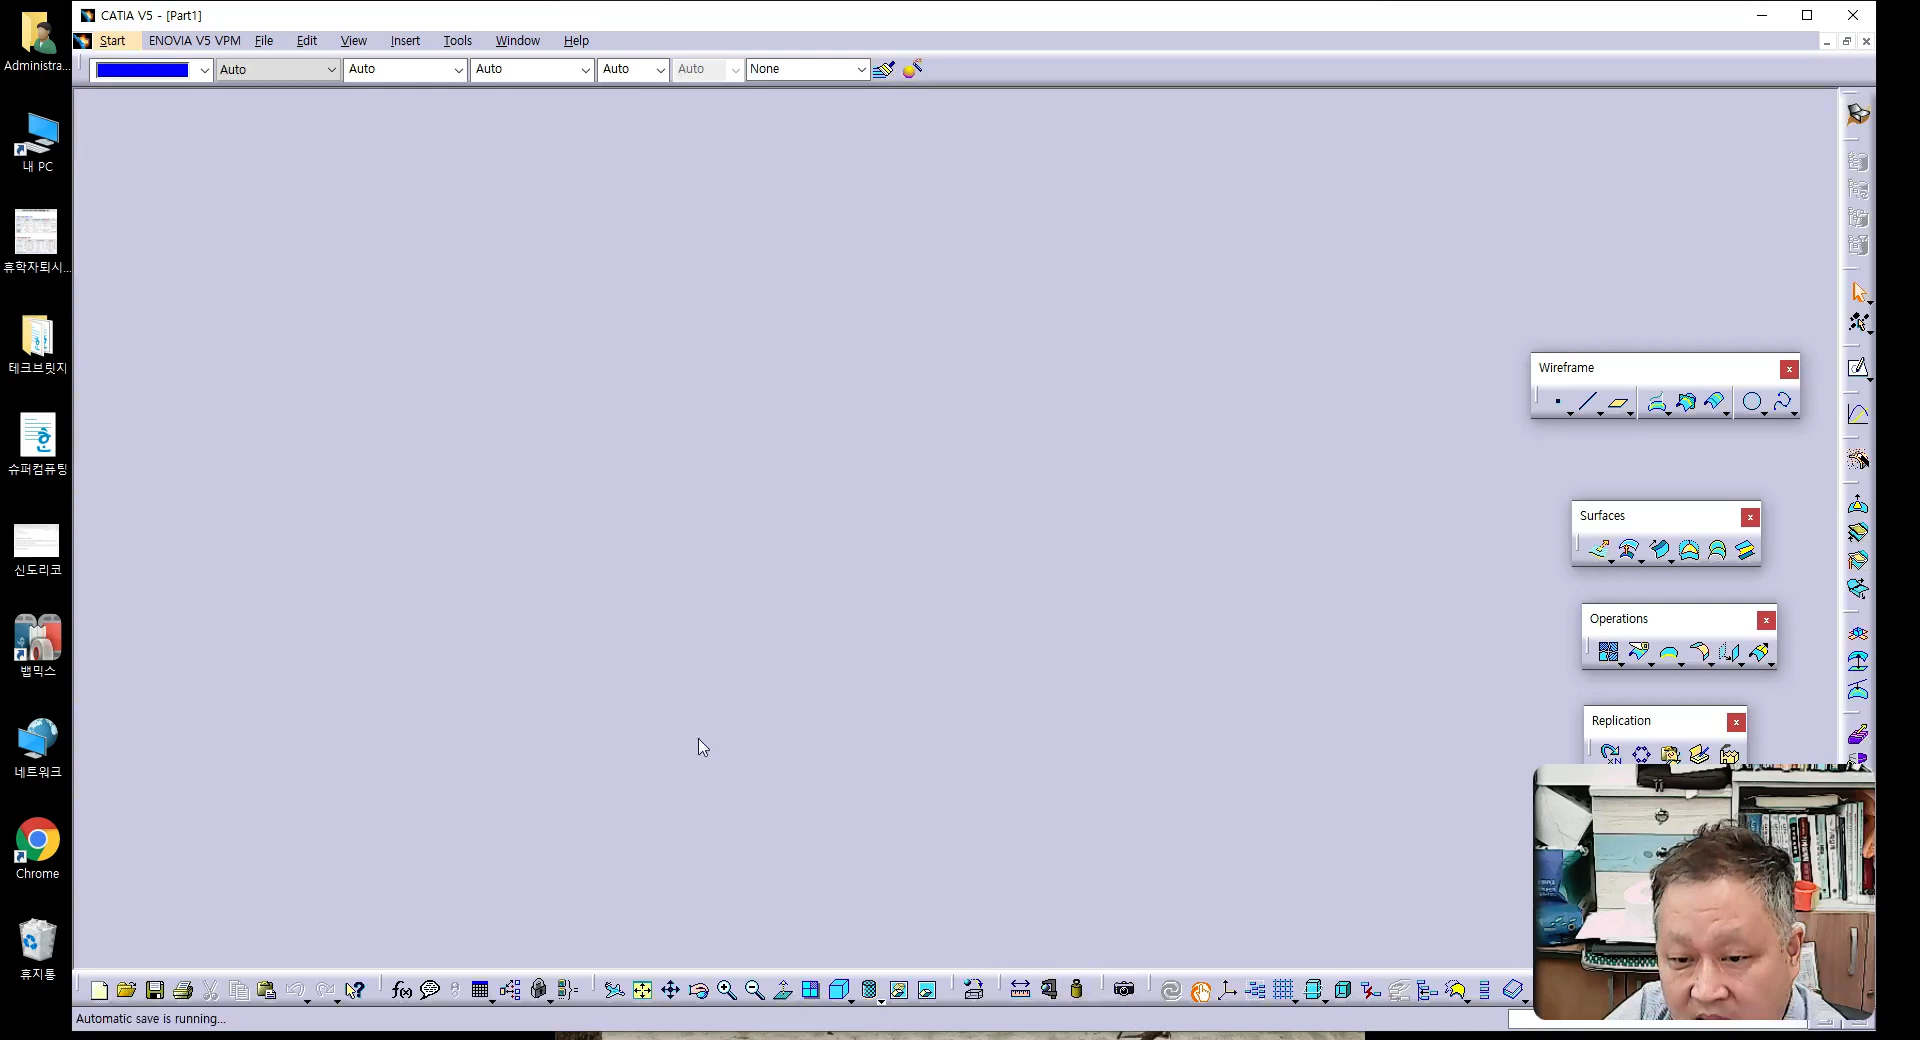 CATIA V5 - [Part1]
Start ENOVIA V5 VPM File Edit View Insert Tools Window Help
Auto Auto Auto Auto Auto None
Administra...
내 PC
휴학자퇴시...
테크브릿지
슈퍼컴퓨팅
신도리코
뱁믹스
네트워크
Chrome
휴지통
Wireframe
Surfaces
Operations
Replication
Automatic save is running...